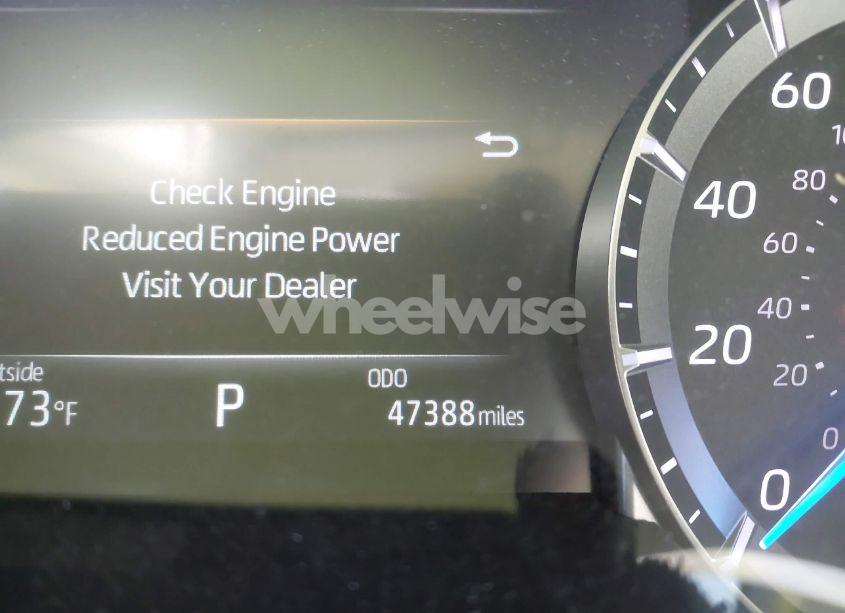 Check Engine
Reduced Engine Power
Visit Your Dealer
wheelwise
tside
73°F
P
ODO
47388 miles
60
40
20
0
80
60
40
20
0